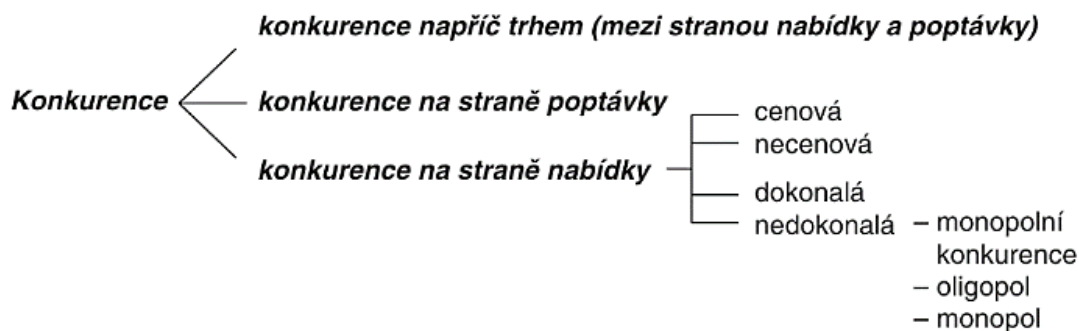 konkurence napříč trhem (mezi stranou nabídky a poptávky)
Konkurence
konkurence na straně poptávky
konkurence na straně nabídky
cenová
necenová
dokonalá
nedokonalá
– monopolní
konkurence
– oligopol
– monopol